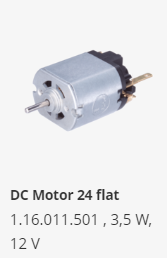 DC Motor 24 flat
1.16.011.501 , 3,5 W,
12 V